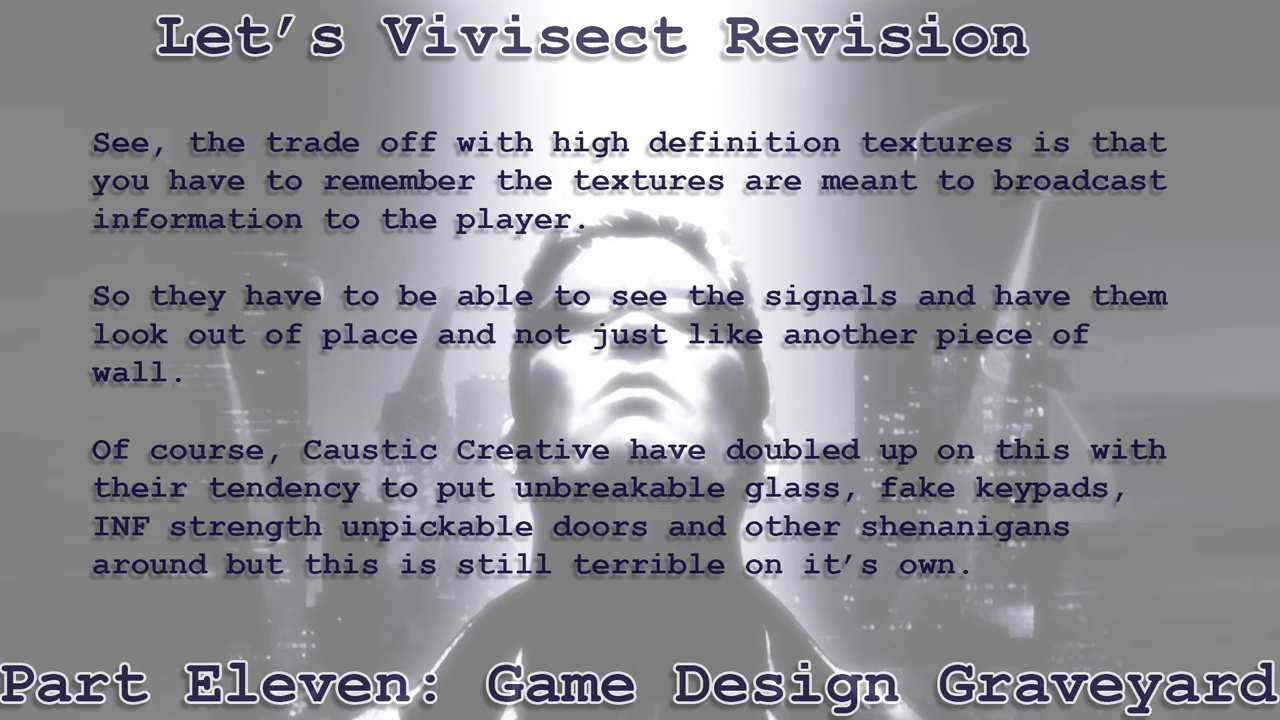 Let’s Vivisect Revision
See, the trade off with high definition textures is that
you have to remember the textures are meant to broadcast
information to the player.
So they have to be able to see the signals and have them
look out of place and not just like another piece of
wall.
Of course, Caustic Creative have doubled up on this with
their tendency to put unbreakable glass, fake keypads,
INF strength unpickable doors and other shenanigans
around but this is still terrible on it’s own.
Part Eleven: Game Design Graveyard